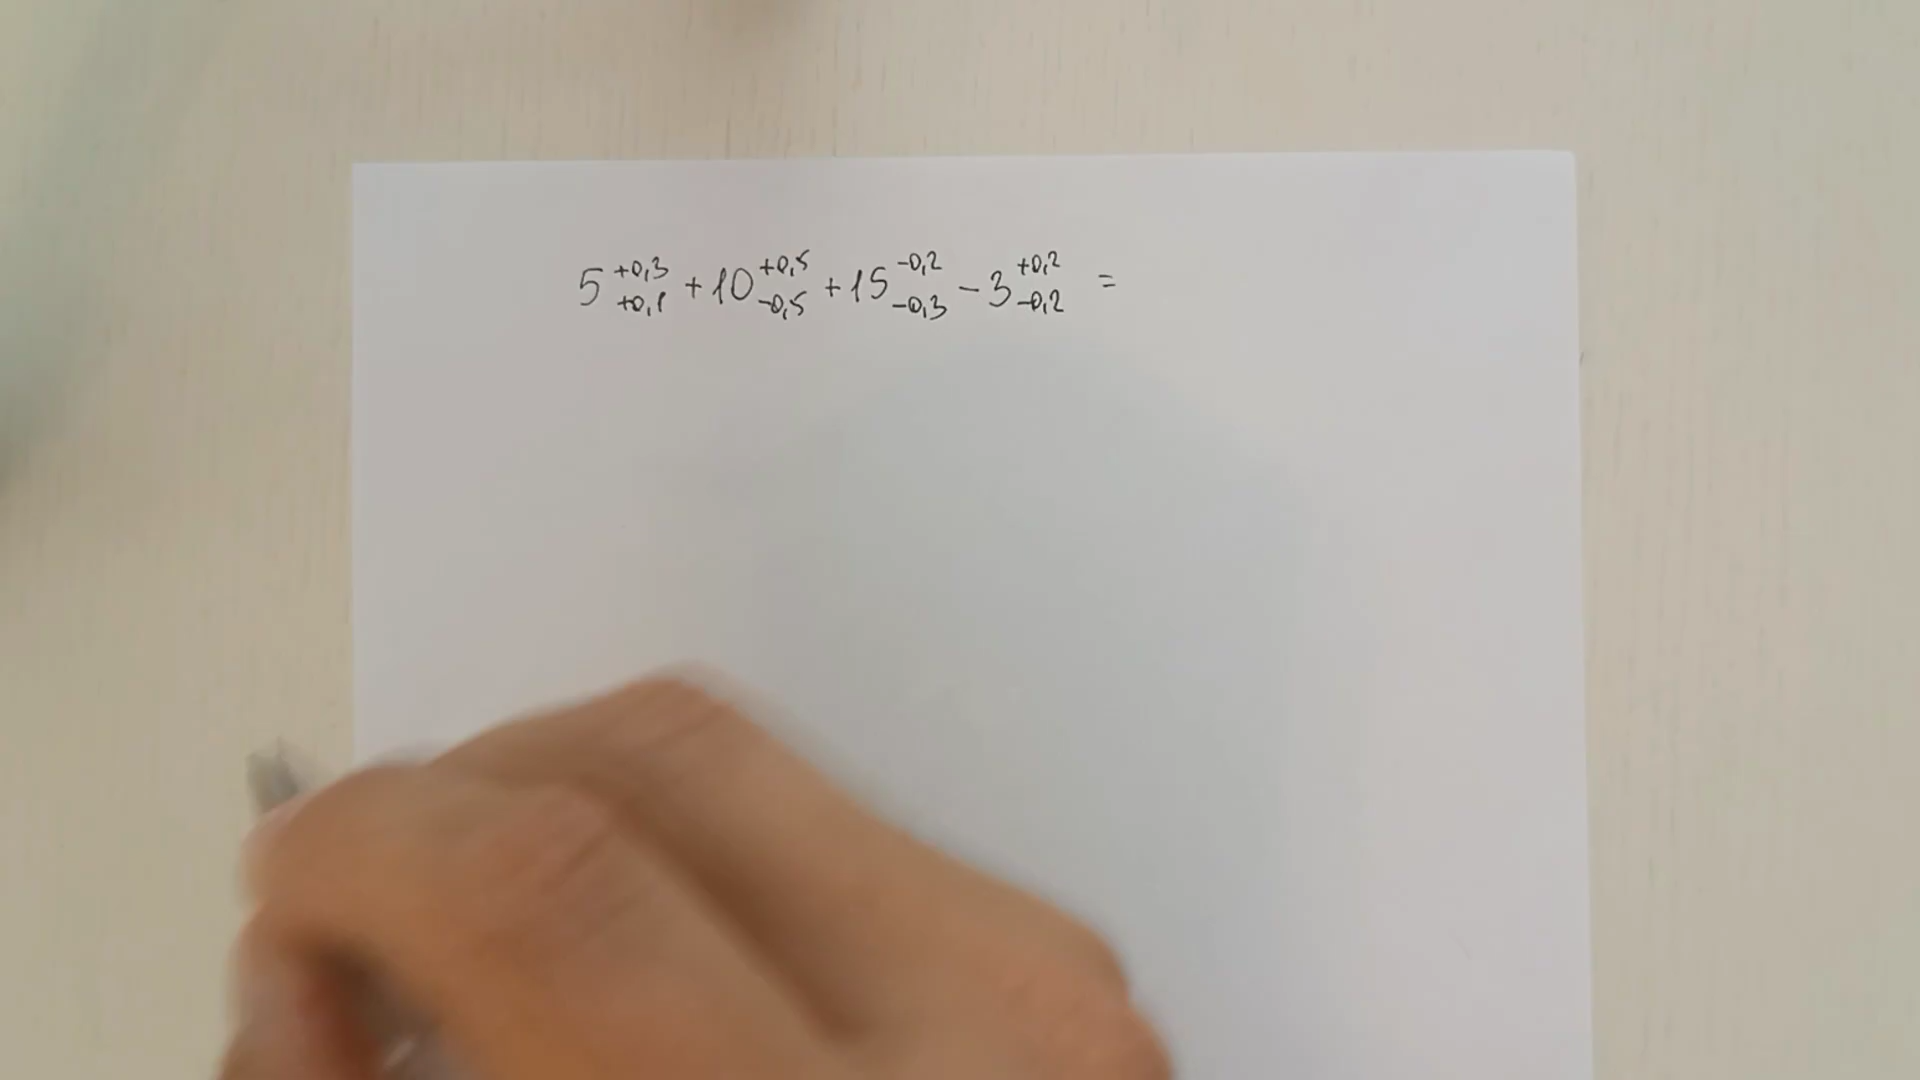 5 +0,3 +0,1 + 10 +0,5 -0,5 + 15 -0,2 -0,3 - 3 +0,2 -0,2 =